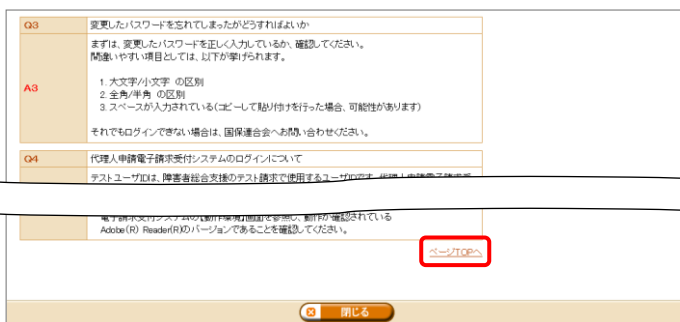 Q3 変更したパスワードを忘れてしまったがどうすればよいか
まずは、変更したパスワードを正しく入力しているか、確認してください。
間違いやすい項目としては、以下が挙げられます。
A3
1. 大文字/小文字 の区別
2. 全角/半角 の区別
3. スペースが入力されている(コピーして貼り付けを行った場合、可能性があります)
それでもログインできない場合は、国保連合会へお問い合わせください。
Q4 代理人申請電子請求受付システムのログインについて
テストユーザIDは、障害者総合支援のテスト請求で使用するユーザIDです。代理人申請電子請求受
電子請求受付システムの【動作環境】画面を参照し、動作が確認されている
Adobe(R) Reader(R)のバージョンであることを確認してください。
ページTOPへ
閉じる